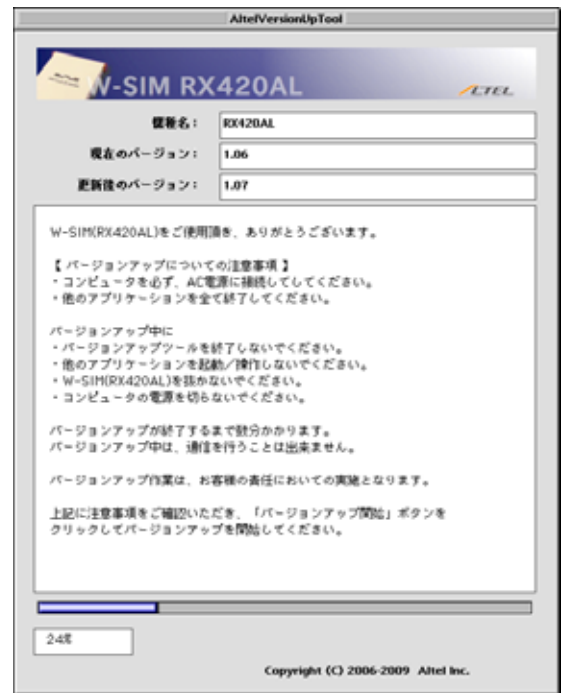 AltelVersionUpTool
W-SIM RX420AL
ALTEL
機種名： RX420AL
現在のバージョン： 1.06
更新後のバージョン： 1.07
W-SIM(RX420AL)をご使用頂き、ありがとうございます。
【 バージョンアップについての注意事項 】
・コンピュータを必ず、AC電源に接続してしてください。
・他のアプリケーションを全て終了してください。
バージョンアップ中に
・バージョンアップツールを終了しないでください。
・他のアプリケーションを起動／操作しないでください。
・W-SIM(RX420AL)を抜かないでください。
・コンピュータの電源を切らないでください。
バージョンアップが終了するまで数分かかります。
バージョンアップ中は、通信を行うことは出来ません。
バージョンアップ作業は、お客様の責任においての実施となります。
上記に注意事項をご確認いただき、「バージョンアップ開始」ボタンを
クリックしてバージョンアップを開始してください。
24%
Copyright (C) 2006-2009 Altel Inc.